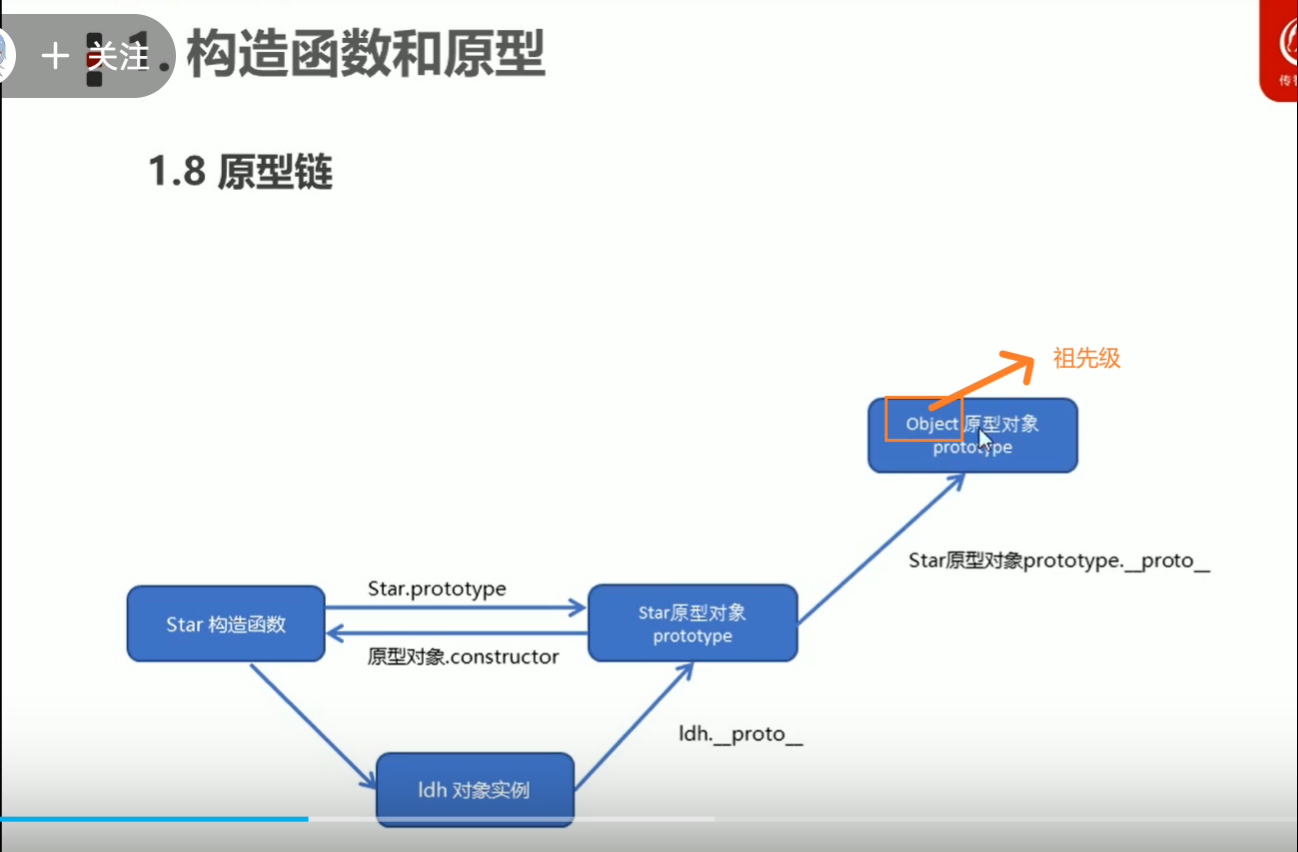 关注
1. 构造函数和原型
1.8 原型链
祖先级
Object 原型对象
prototype
Star原型对象prototype.__proto__
Star.prototype
Star 构造函数
Star原型对象
prototype
原型对象.constructor
ldh.__proto__
ldh 对象实例